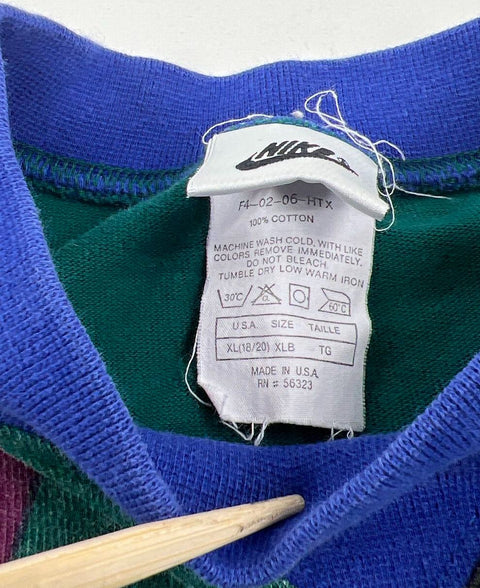 NIKE
F4-02-06-HTX
100% COTTON
MACHINE WASH COLD, WITH LIKE
COLORS REMOVE IMMEDIATELY.
DO NOT BLEACH
TUMBLE DRY LOW WARM IRON
30°C CL 60°C
U.S.A. SIZE TAILLE
XL(18/20) XLB TG
MADE IN U.S.A.
RN # 56323